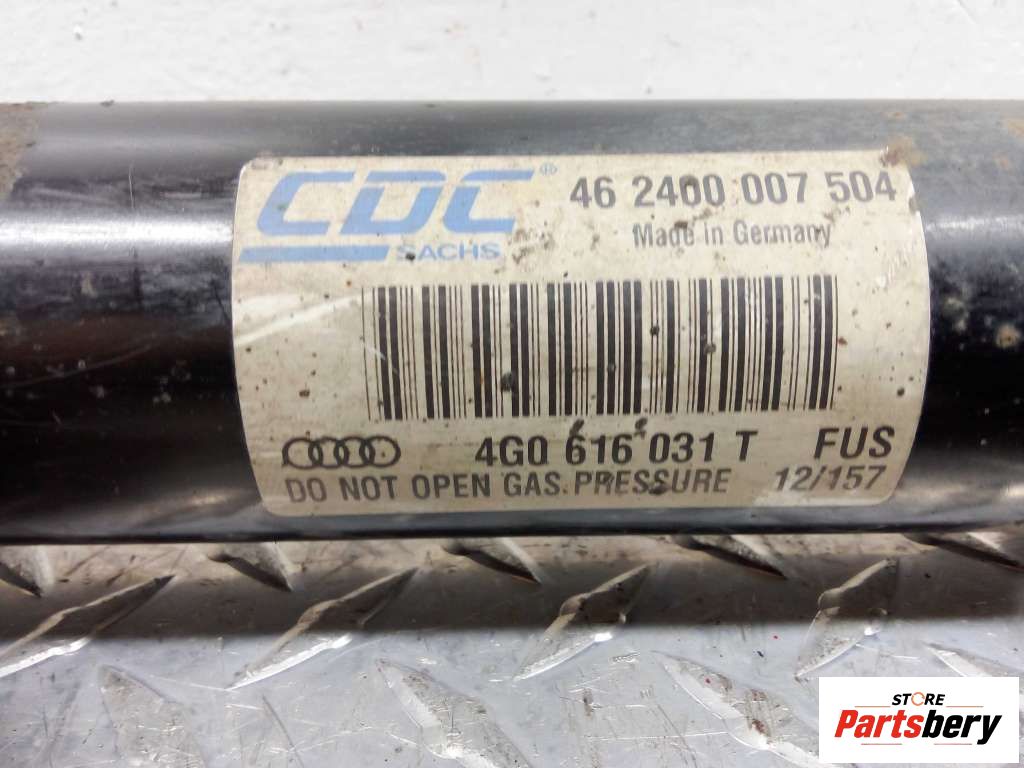 CDC® 46 2400 007 504
SACHS Made in Germany
4G0 616 031 T FUS
DO NOT OPEN GAS.PRESSURE 12/157
STORE
Partsbery